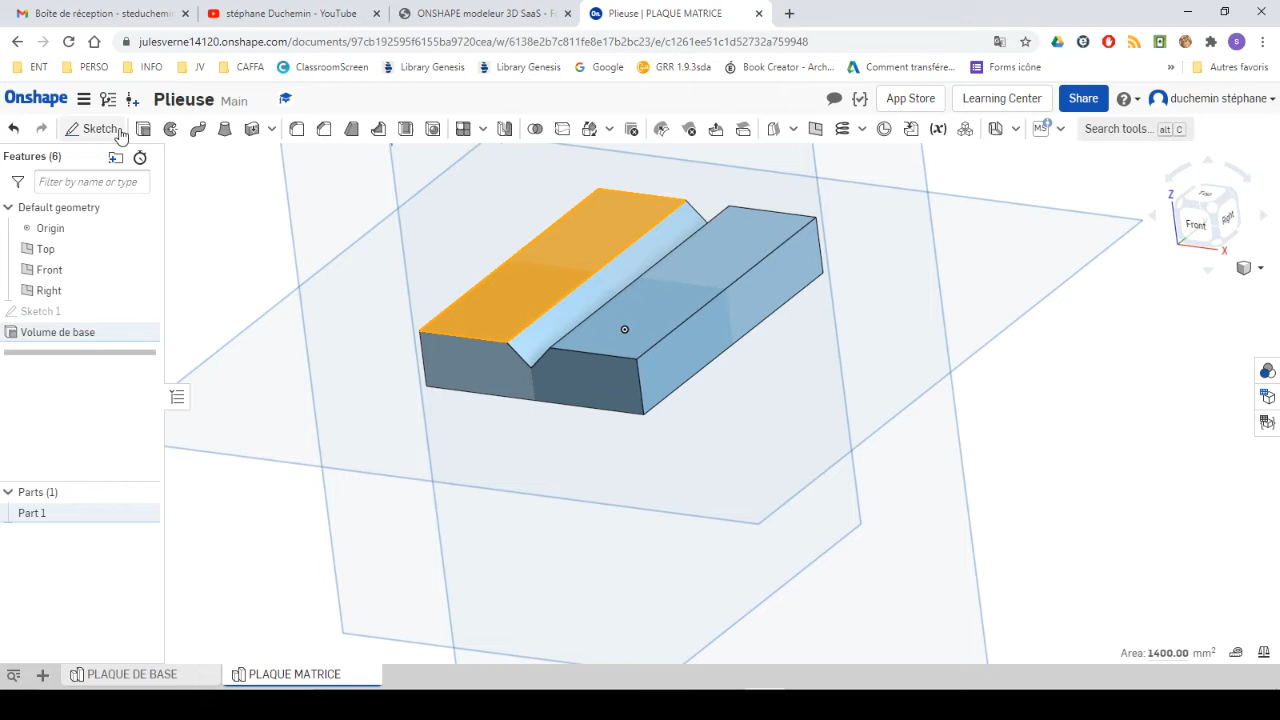 Boîte de réception - steduchemin
stéphane Duchemin - YouTube
ONSHAPE modeleur 3D SaaS - F
Plieuse | PLAQUE MATRICE
julesverne14120.onshape.com/documents/97cb192595f6155ba9720cea/w/6138e2b7c811fe8e17b2bc23/e/c1261ee51c1d52732a759948
ENT
PERSO
INFO
JV
CAFFA
ClassroomScreen
Library Genesis
Library Genesis
Google
GRR 1.9.3sda
Book Creator - Arch...
Comment transfére...
Forms icône
»
Autres favoris
Onshape
Plieuse Main
App Store
Learning Center
Share
duchemin stéphane
Sketch
Search tools... alt C
Features (6)
Filter by name or type
Default geometry
Origin
Top
Front
Right
Sketch 1
Volume de base
Parts (1)
Part 1
Z
Front
Right
X
Area: 1400.00 mm²
PLAQUE DE BASE
PLAQUE MATRICE